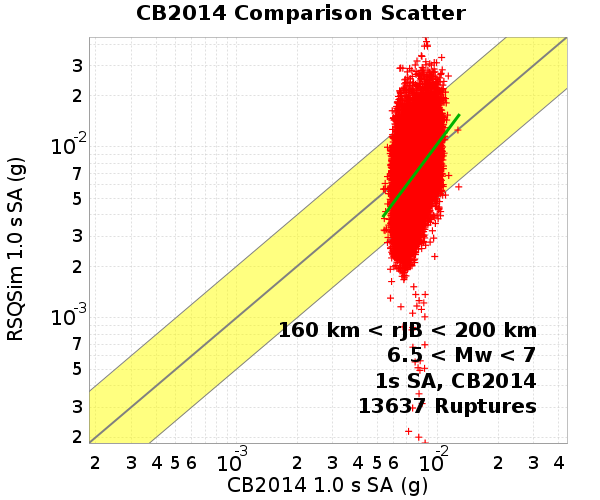 CB2014 Comparison Scatter
RSQSim 1.0 s SA (g)
3
2
10-2
7
5
3
2
10-3
7
5
3
2
160 km < rJB < 200 km
6.5 < Mw < 7
1s SA, CB2014
13637 Ruptures
2 3 4 5 6 10-3 2 3 4 5 6 10-2 2 3 4
CB2014 1.0 s SA (g)